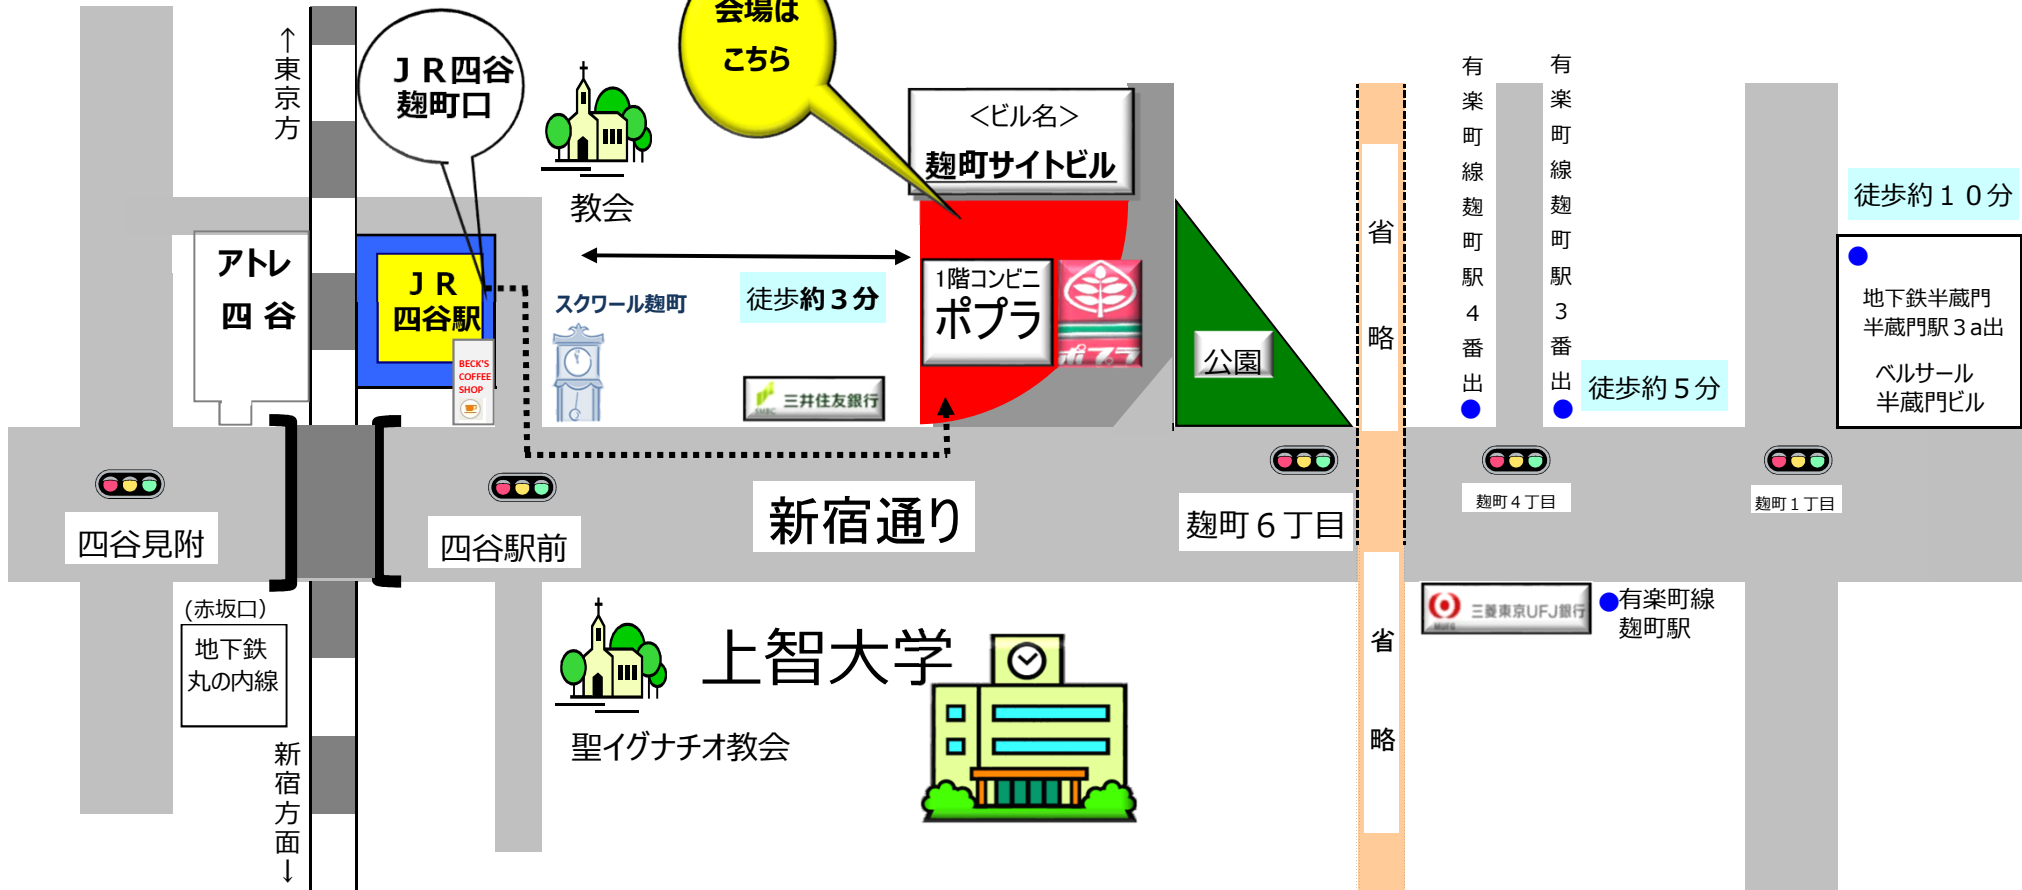 会場は
こちら
↑東京方
ＪＲ四谷
麹町口
教会
＜ビル名＞
麹町サイトビル
アトレ
四 谷
ＪＲ
四谷駅
BECK'S
COFFEE
SHOP
スクワール麹町
徒歩約３分
SMBC 三井住友銀行
1階コンビニ
ポプラ
ポプラ
公園
省略
有楽町線麹町駅４番出
有楽町線麹町駅３番出
徒歩約５分
徒歩約１０分
地下鉄半蔵門
半蔵門駅３a出
ベルサール
半蔵門ビル
四谷見附
四谷駅前
新宿通り
麹町６丁目
麹町４丁目
麹町１丁目
(赤坂口）
地下鉄
丸の内線
新宿方面↓
聖イグナチオ教会
上智大学
省略
MUFG 三菱東京UFJ銀行
有楽町線
麹町駅